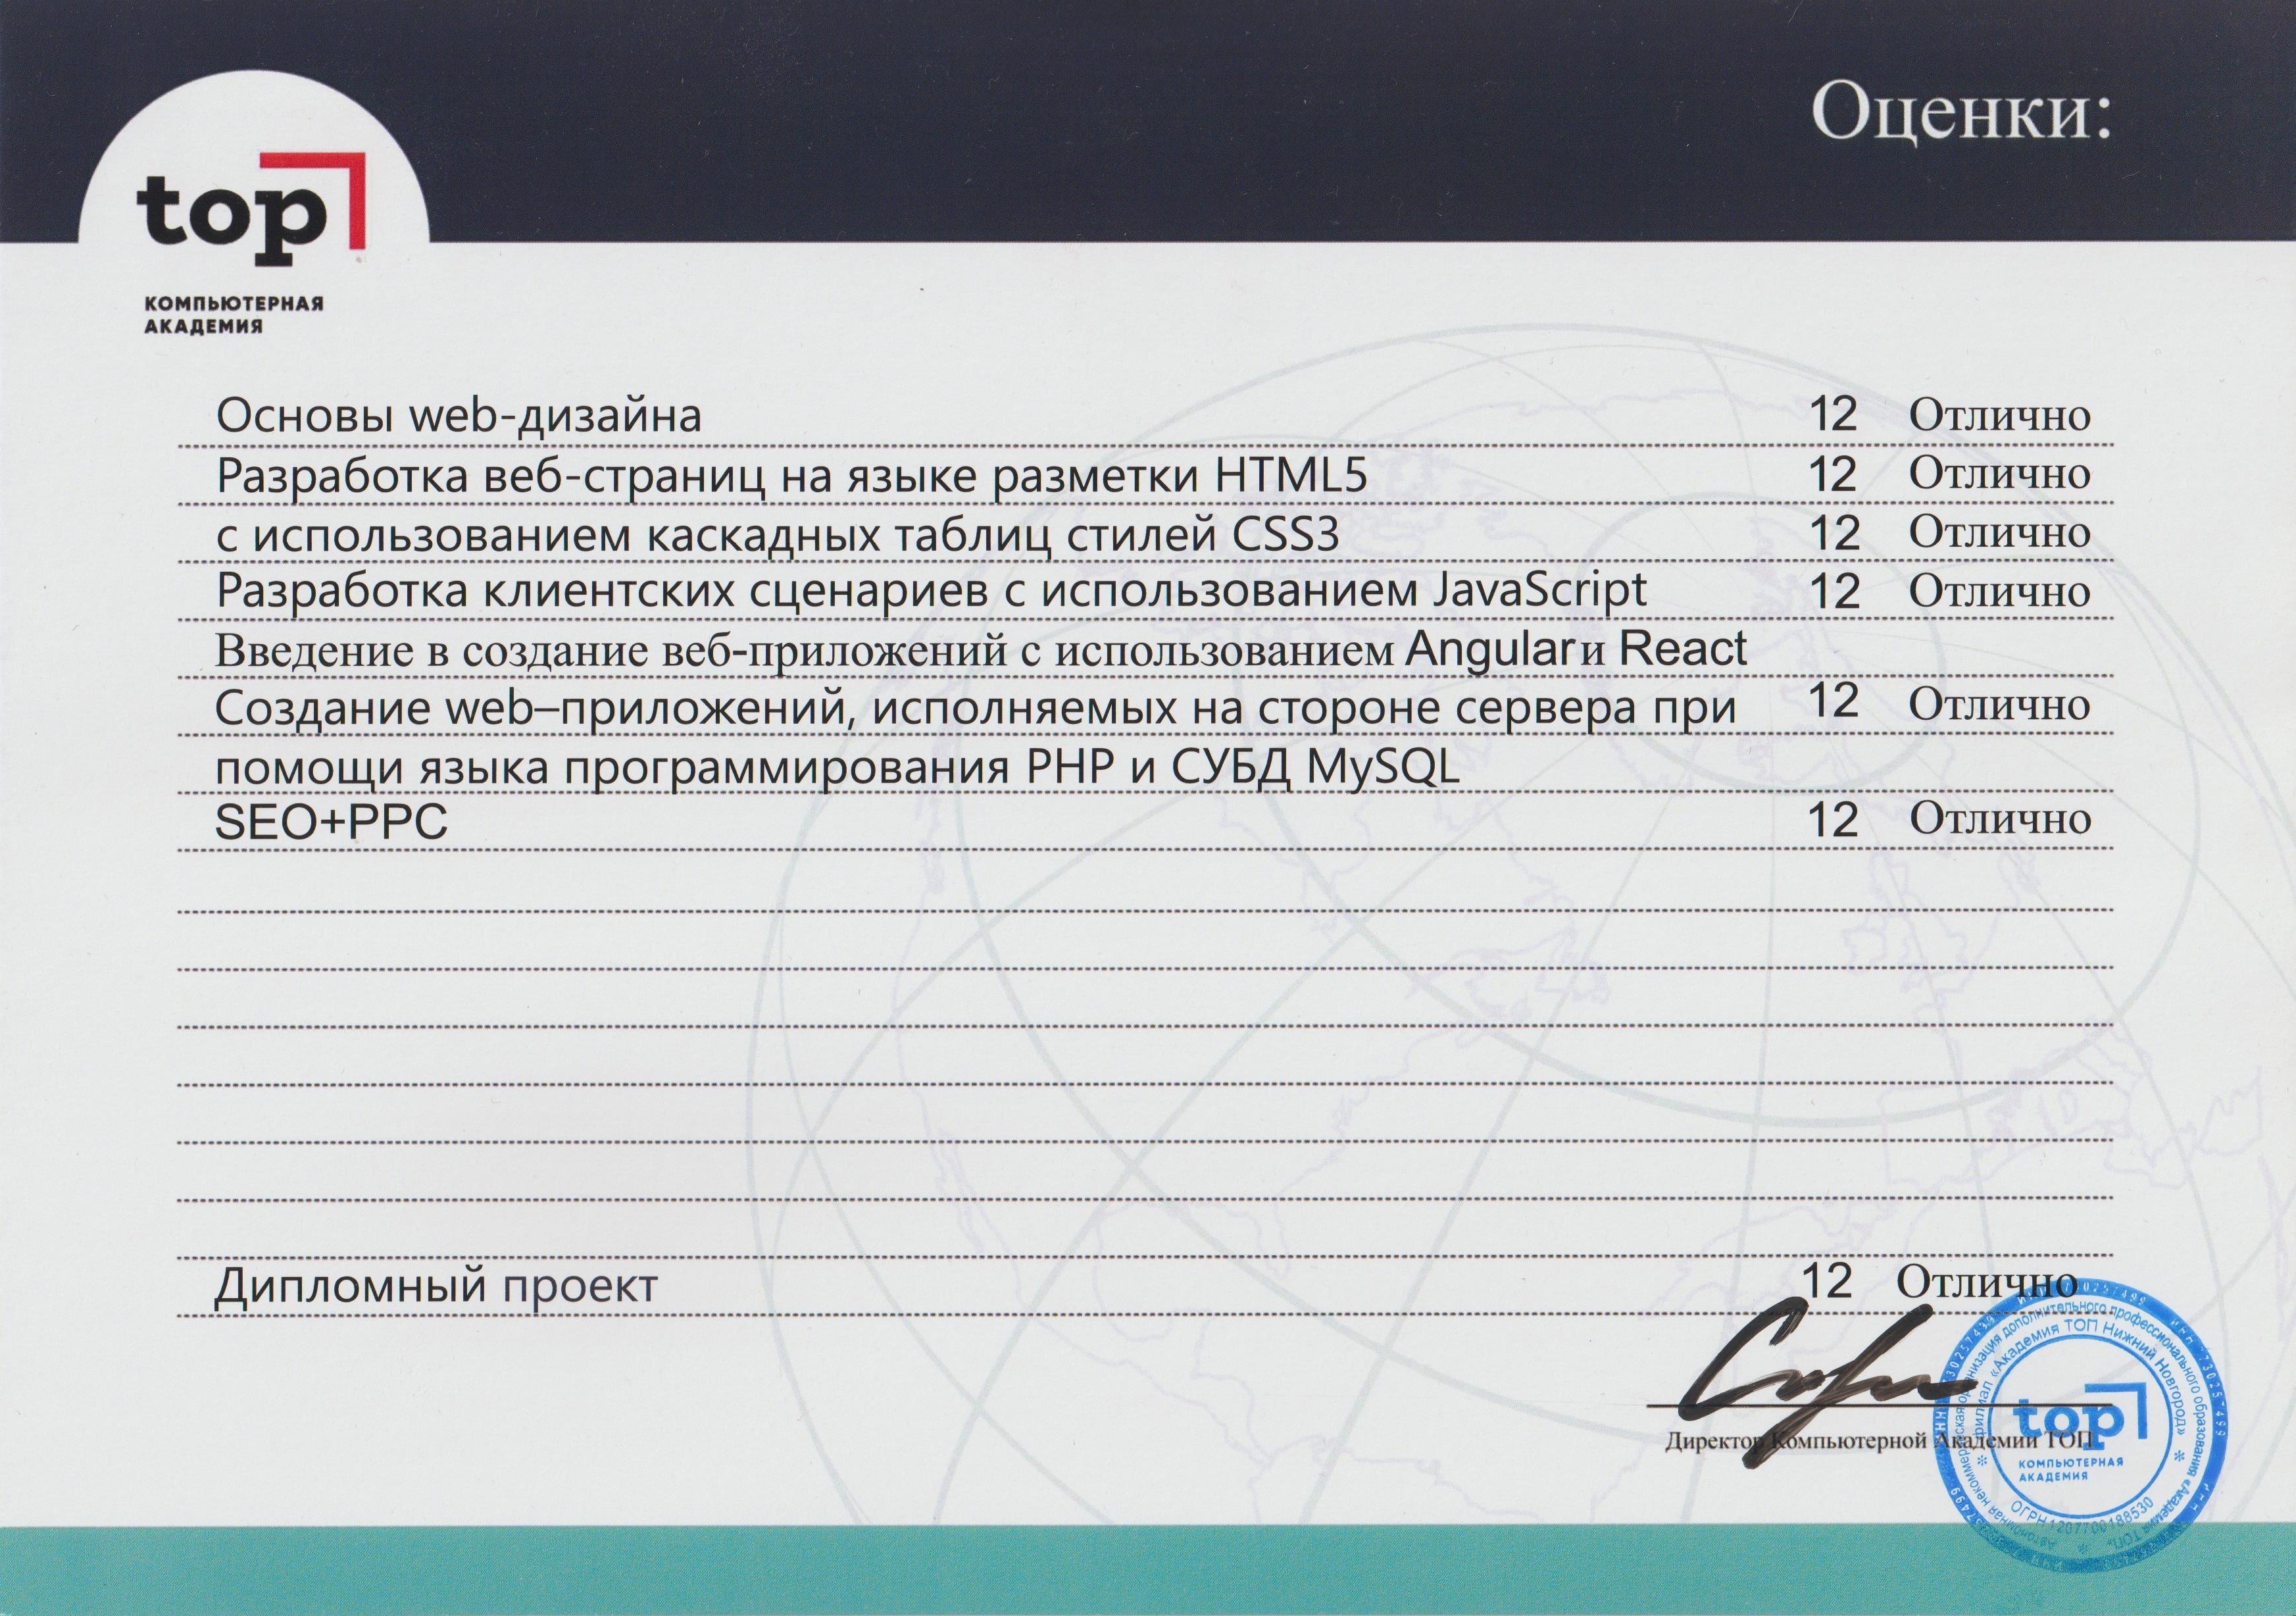 Оценки:
top
КОМПЬЮТЕРНАЯ
АКАДЕМИЯ
Основы web-дизайна 12 Отлично
Разработка веб-страниц на языке разметки HTML5 12 Отлично
с использованием каскадных таблиц стилей CSS3 12 Отлично
Разработка клиентских сценариев с использованием JavaScript 12 Отлично
Введение в создание веб-приложений с использованием Angular и React
Создание web–приложений, исполняемых на стороне сервера при 12 Отлично
помощи языка программирования PHP и СУБД MySQL
SEO+PPC 12 Отлично
Дипломный проект 12 Отлично
Директор Компьютерной Академии ТОП
Автономная некоммерческая организация дополнительного профессионального образования «Академия ТОП»
филиал «Академия ТОП Нижний Новгород»
top
КОМПЬЮТЕРНАЯ
АКАДЕМИЯ
ОГРН 1207700188530